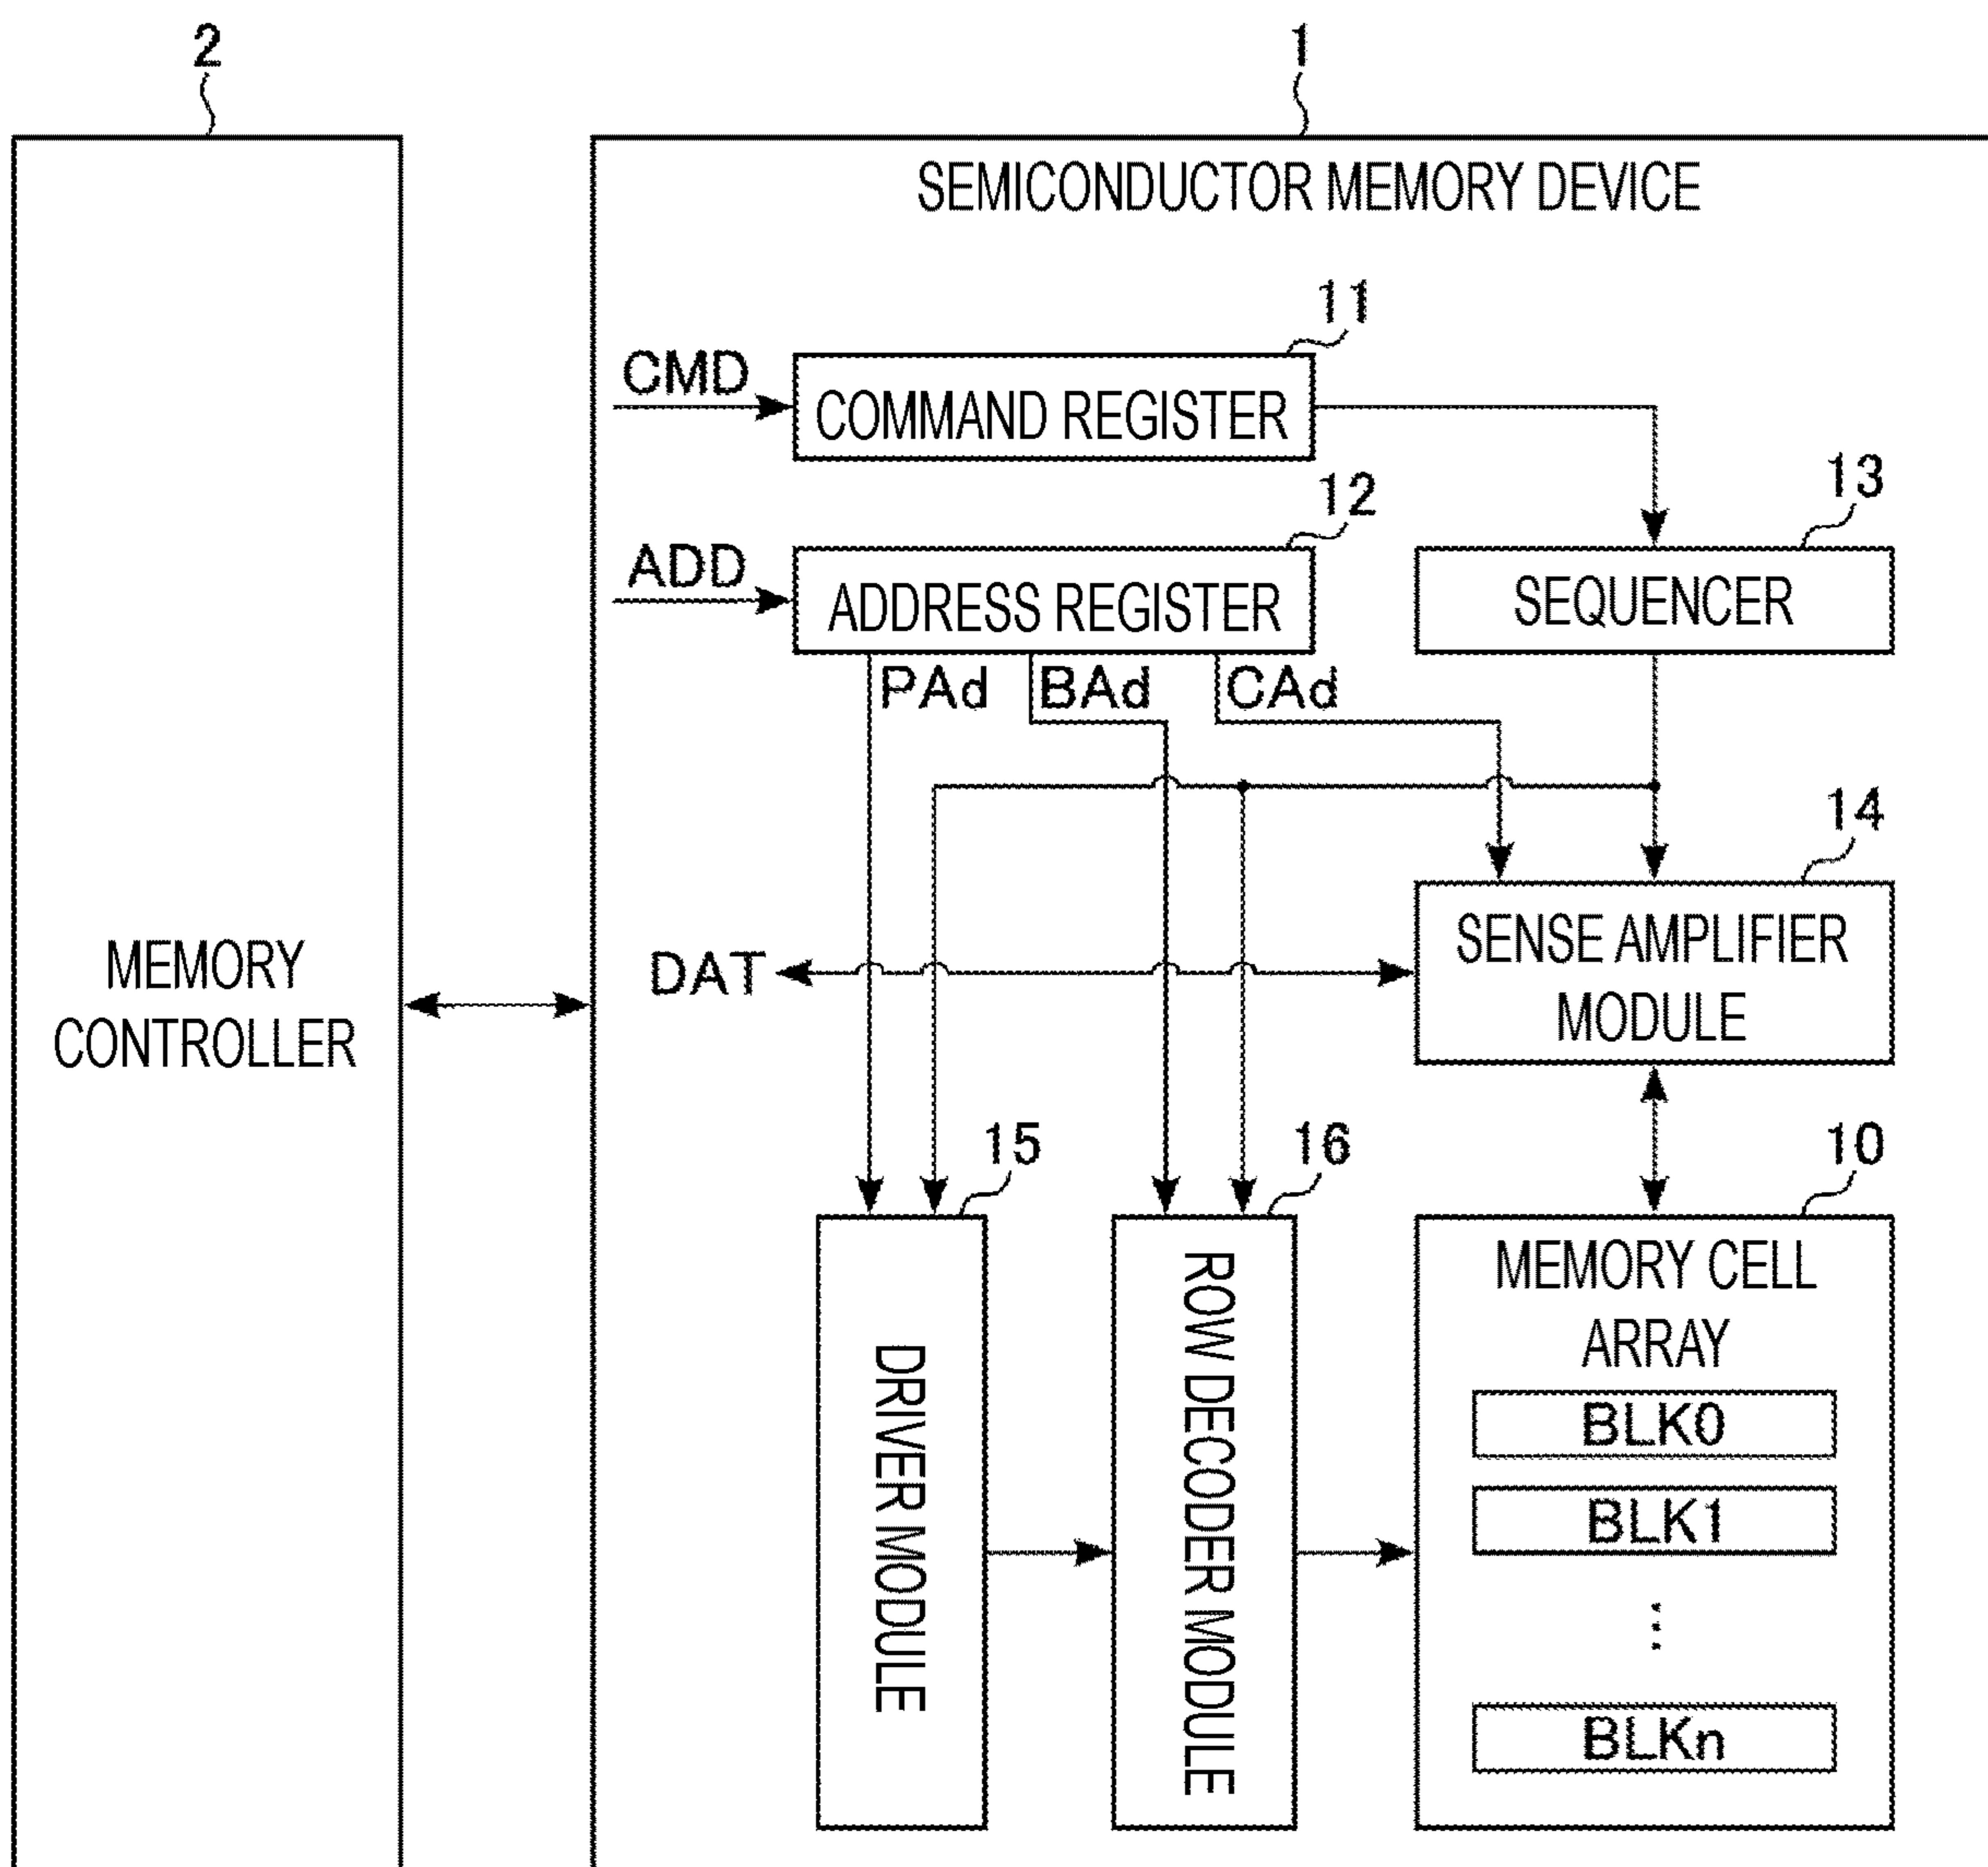 2
1
SEMICONDUCTOR MEMORY DEVICE
11
CMD
COMMAND REGISTER
12
13
ADD
ADDRESS REGISTER
SEQUENCER
PAd
BAd
CAd
14
SENSE AMPLIFIER
MODULE
DAT
MEMORY
CONTROLLER
15
16
10
DRIVER MODULE
ROW DECODER MODULE
MEMORY CELL
ARRAY
BLK0
BLK1
...
BLKn